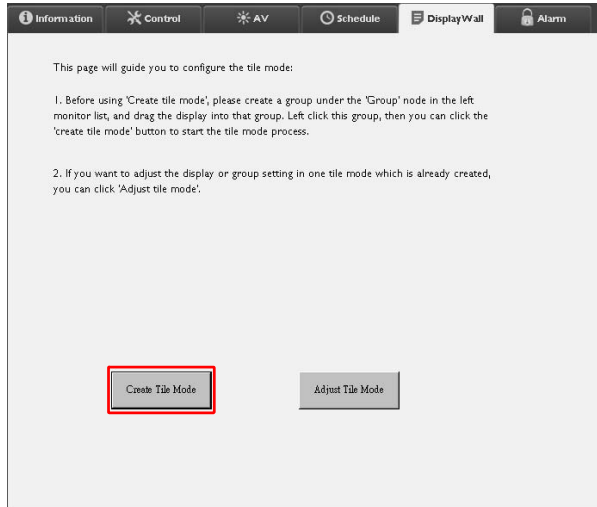 Information Control AV Schedule DisplayWall Alarm
This page will guide you to configure the tile mode:
1. Before using 'Create tile mode', please create a group under the 'Group' node in the left
monitor list, and drag the display into that group. Left click this group, then you can click the
'create tile mode' button to start the tile mode process.
2. If you want to adjust the display or group setting in one tile mode which is already created,
you can click 'Adjust tile mode'.
Create Tile Mode Adjust Tile Mode